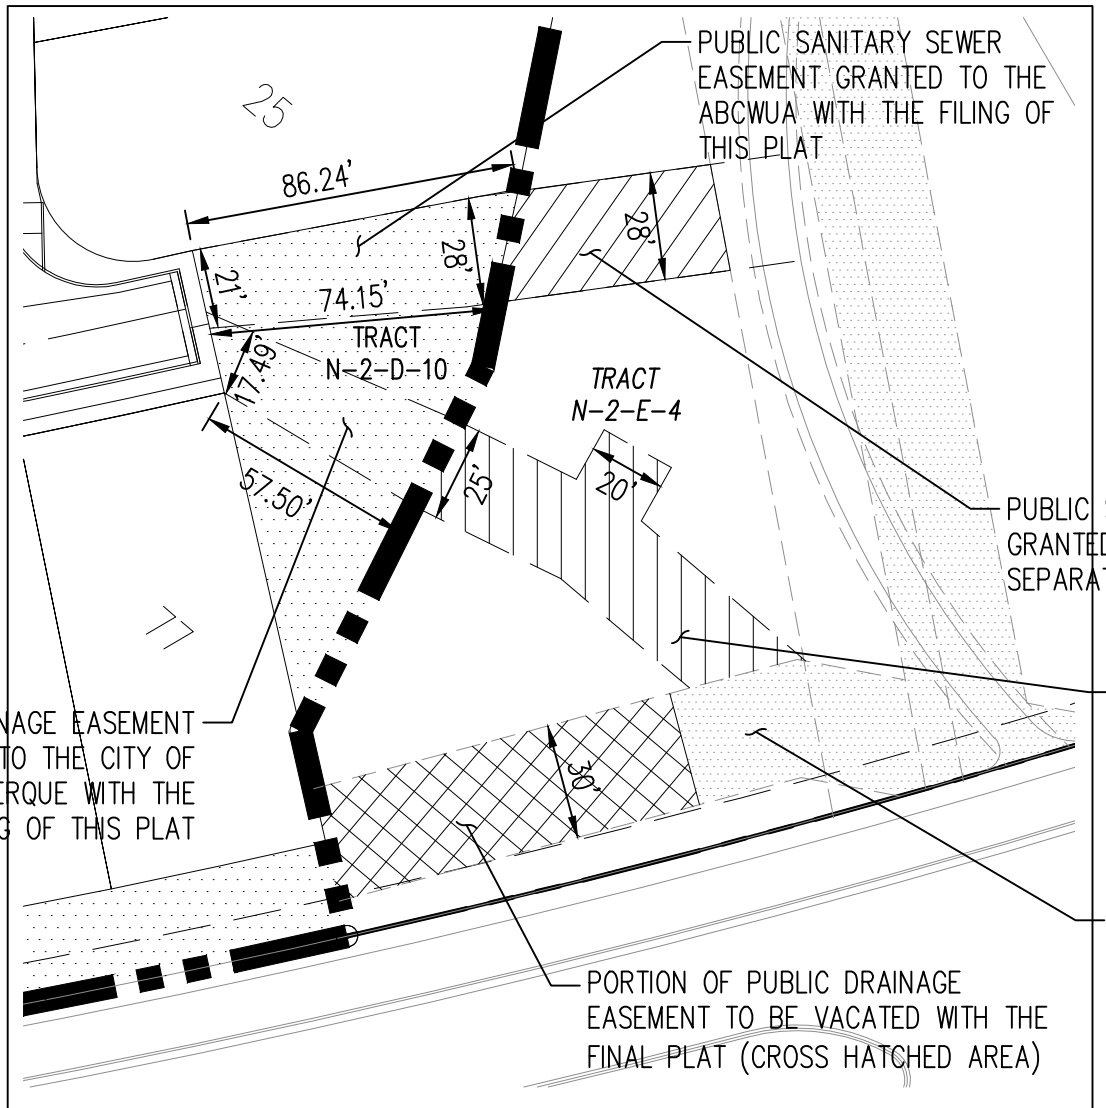 PUBLIC SANITARY SEWER
EASEMENT GRANTED TO THE
ABCWUA WITH THE FILING OF
THIS PLAT
25
86.24'
28'
28'
21'
74.15'
TRACT
N-2-D-10
17.49'
TRACT
N-2-E-4
57.50'
25'
20'
PUBLIC
GRANTED
SEPARAT
77
NAGE EASEMENT
TO THE CITY OF
ERQUE WITH THE
G OF THIS PLAT
30'
PORTION OF PUBLIC DRAINAGE
EASEMENT TO BE VACATED WITH THE
FINAL PLAT (CROSS HATCHED AREA)